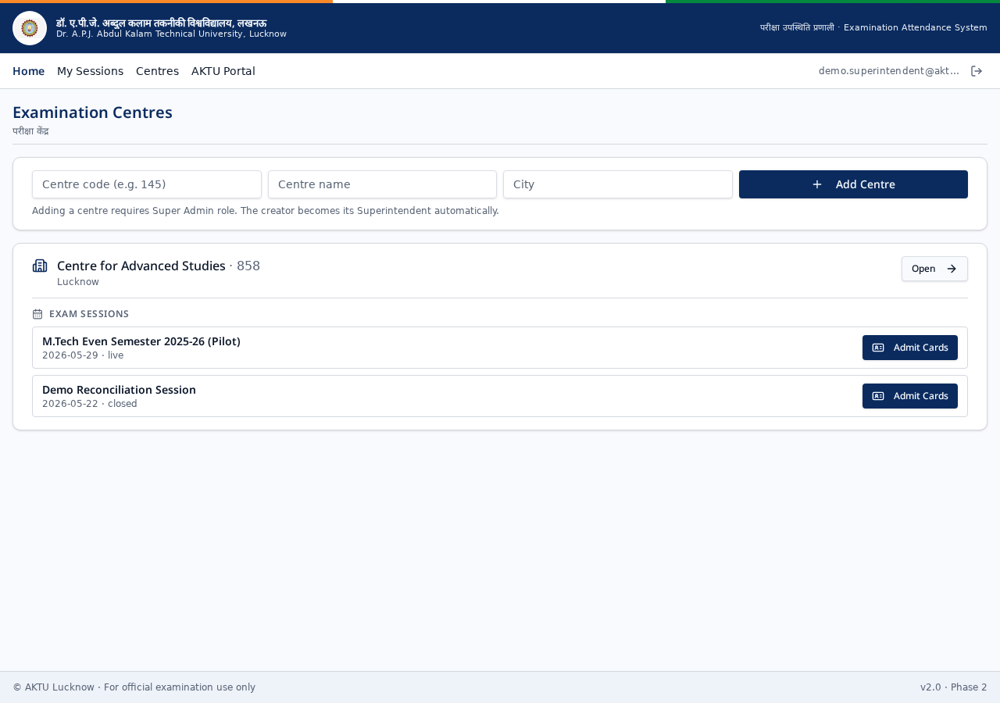 डॉ. ए.पी.जे. अब्दुल कलाम तकनीकी विश्वविद्यालय, लखनऊ
Dr. A.P.J. Abdul Kalam Technical University, Lucknow
परीक्षा उपस्थिति प्रणाली · Examination Attendance System
Home My Sessions Centres AKTU Portal
demo.superintendent@akt...
Examination Centres
परीक्षा केंद्र
Centre code (e.g. 145) Centre name City + Add Centre
Adding a centre requires Super Admin role. The creator becomes its Superintendent automatically.
Centre for Advanced Studies · 858
Lucknow
Open
EXAM SESSIONS
M.Tech Even Semester 2025-26 (Pilot)
2026-05-29 · live
Admit Cards
Demo Reconciliation Session
2026-05-22 · closed
Admit Cards
© AKTU Lucknow · For official examination use only
v2.0 · Phase 2